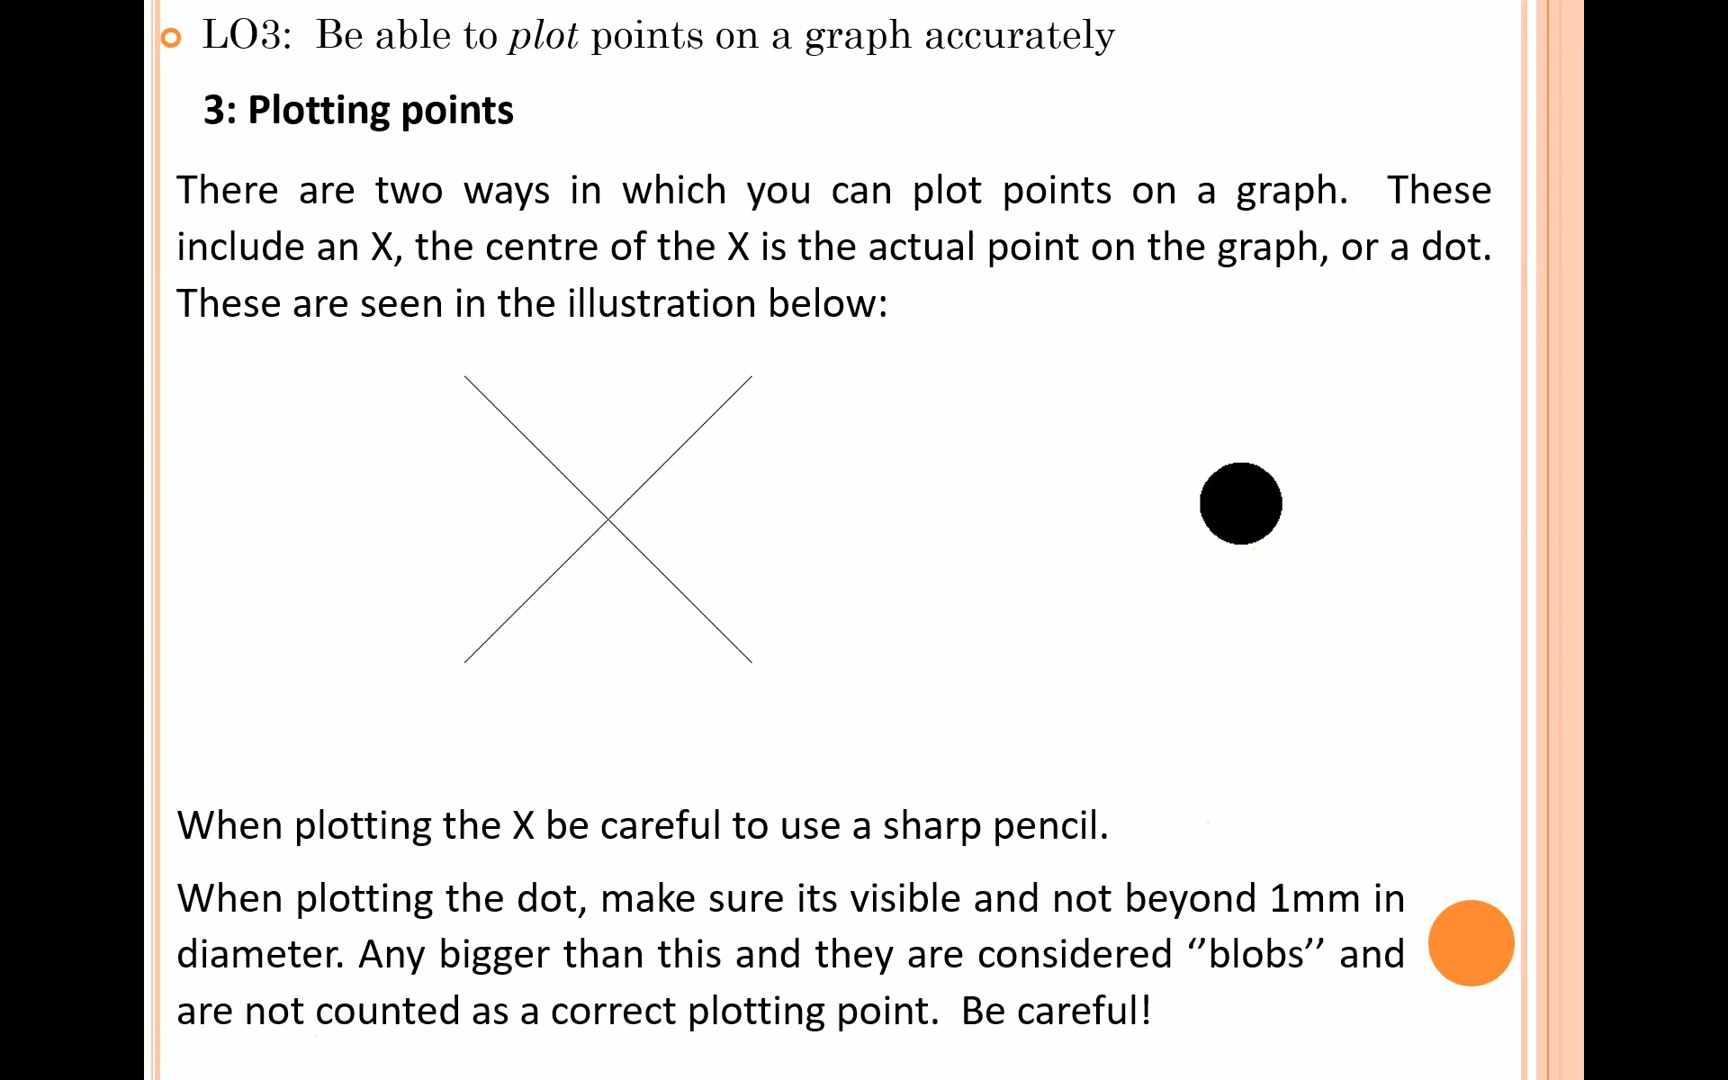 LO3: Be able to plot points on a graph accurately
3: Plotting points
There are two ways in which you can plot points on a graph. These
include an X, the centre of the X is the actual point on the graph, or a dot.
These are seen in the illustration below:
When plotting the X be careful to use a sharp pencil.
When plotting the dot, make sure its visible and not beyond 1mm in
diameter. Any bigger than this and they are considered ‘’blobs’’ and
are not counted as a correct plotting point. Be careful!